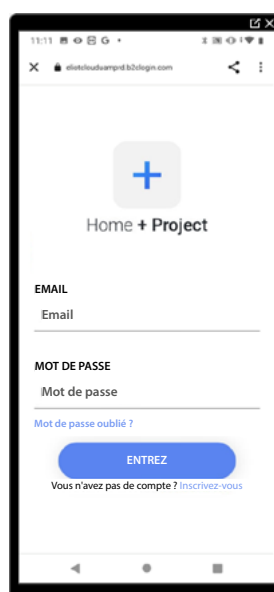 11:11 G
eliotclouduamprd.b2clogin.com
Home + Project
EMAIL
Email
MOT DE PASSE
Mot de passe
Mot de passe oublié ?
ENTREZ
Vous n'avez pas de compte ? Inscrivez-vous